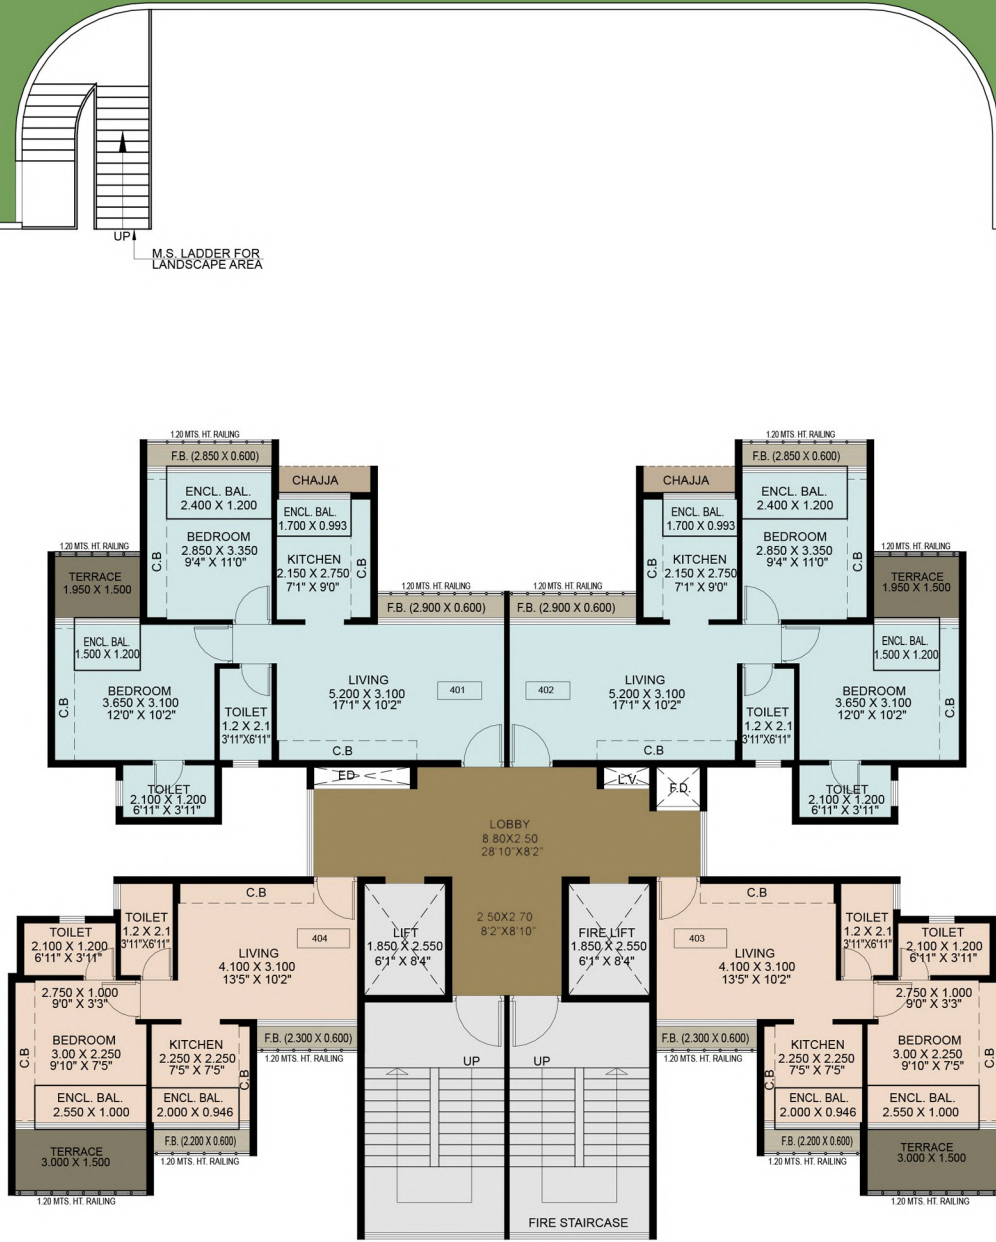 UP
M.S. LADDER FOR
LANDSCAPE AREA
1.20 MTS. HT. RAILING
F.B. (2.850 X 0.600)
ENCL. BAL.
2.400 X 1.200
BEDROOM
2.850 X 3.350
9'4" X 11'0"
C.B
CHAJJA
ENCL. BAL.
1.700 X 0.993
KITCHEN
2.150 X 2.750
7'1" X 9'0"
C.B
1.20 MTS. HT. RAILING
TERRACE
1.950 X 1.500
ENCL. BAL.
1.500 X 1.200
BEDROOM
3.650 X 3.100
12'0" X 10'2"
C.B
1.20 MTS. HT. RAILING
F.B. (2.900 X 0.600)
LIVING
5.200 X 3.100
17'1" X 10'2"
401
C.B
TOILET
1.2 X 2.1
3'11"X6'11"
TOILET
2.100 X 1.200
6'11" X 3'11"
1.20 MTS. HT. RAILING
F.B. (2.850 X 0.600)
CHAJJA
ENCL. BAL.
1.700 X 0.993
KITCHEN
2.150 X 2.750
7'1" X 9'0"
C.B
ENCL. BAL.
2.400 X 1.200
BEDROOM
2.850 X 3.350
9'4" X 11'0"
C.B
1.20 MTS. HT. RAILING
TERRACE
1.950 X 1.500
1.20 MTS. HT. RAILING
F.B. (2.900 X 0.600)
402
LIVING
5.200 X 3.100
17'1" X 10'2"
C.B
ENCL. BAL.
1.500 X 1.200
BEDROOM
3.650 X 3.100
12'0" X 10'2"
C.B
TOILET
1.2 X 2.1
3'11"X6'11"
TOILET
2.100 X 1.200
6'11" X 3'11"
ED
L.V.
F.D.
LOBBY
8.80X2.50
28'10"X8'2"
2.50X2.70
8'2"X8'10"
LIFT
1.850 X 2.550
6'1" X 8'4"
FIRE LIFT
1.850 X 2.550
6'1" X 8'4"
C.B
TOILET
1.2 X 2.1
3'11"X6'11"
TOILET
2.100 X 1.200
6'11" X 3'11"
404
LIVING
4.100 X 3.100
13'5" X 10'2"
2.750 X 1.000
9'0" X 3'3"
BEDROOM
3.00 X 2.250
9'10" X 7'5"
C.B
ENCL. BAL.
2.550 X 1.000
KITCHEN
2.250 X 2.250
7'5" X 7'5"
C.B
ENCL. BAL.
2.000 X 0.946
F.B. (2.300 X 0.600)
1.20 MTS. HT. RAILING
F.B. (2.200 X 0.600)
1.20 MTS. HT. RAILING
TERRACE
3.000 X 1.500
1.20 MTS. HT. RAILING
UP
UP
FIRE STAIRCASE
C.B
403
LIVING
4.100 X 3.100
13'5" X 10'2"
TOILET
1.2 X 2.1
3'11"X6'11"
TOILET
2.100 X 1.200
6'11" X 3'11"
2.750 X 1.000
9'0" X 3'3"
BEDROOM
3.00 X 2.250
9'10" X 7'5"
C.B
ENCL. BAL.
2.550 X 1.000
F.B. (2.300 X 0.600)
1.20 MTS. HT. RAILING
KITCHEN
2.250 X 2.250
7'5" X 7'5"
C.B
ENCL. BAL.
2.000 X 0.946
F.B. (2.200 X 0.600)
1.20 MTS. HT. RAILING
TERRACE
3.000 X 1.500
1.20 MTS. HT. RAILING